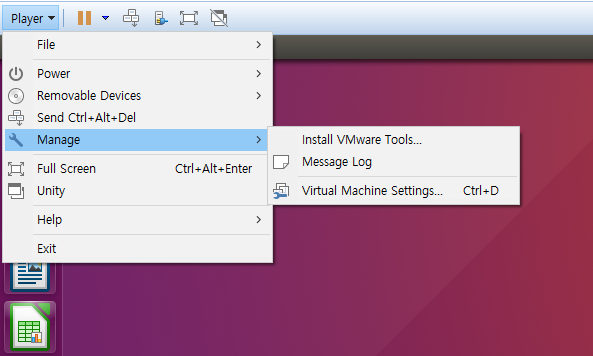 Player
File
Power
Removable Devices
Send Ctrl+Alt+Del
Manage
Install VMware Tools...
Message Log
Virtual Machine Settings... Ctrl+D
Full Screen Ctrl+Alt+Enter
Unity
Help
Exit